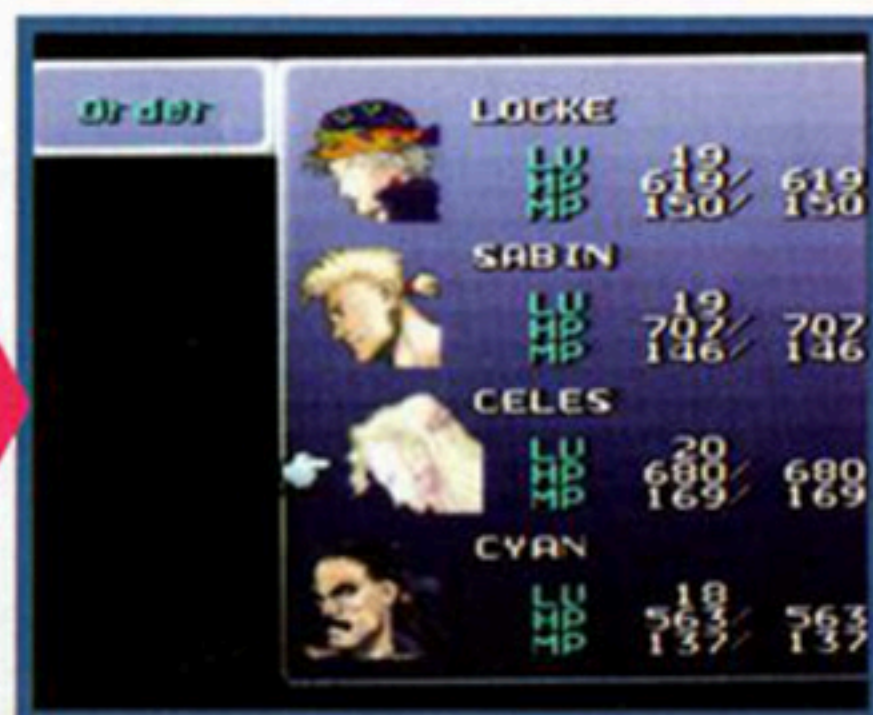 Order
LOCKE
LV 19
HP 619/ 619
MP 150/ 150
SABIN
LV 19
HP 707/ 707
MP 146/ 146
CELES
LV 20
HP 680/ 680
MP 169/ 169
CYAN
LV 18
HP 563/ 563
MP 137/ 137